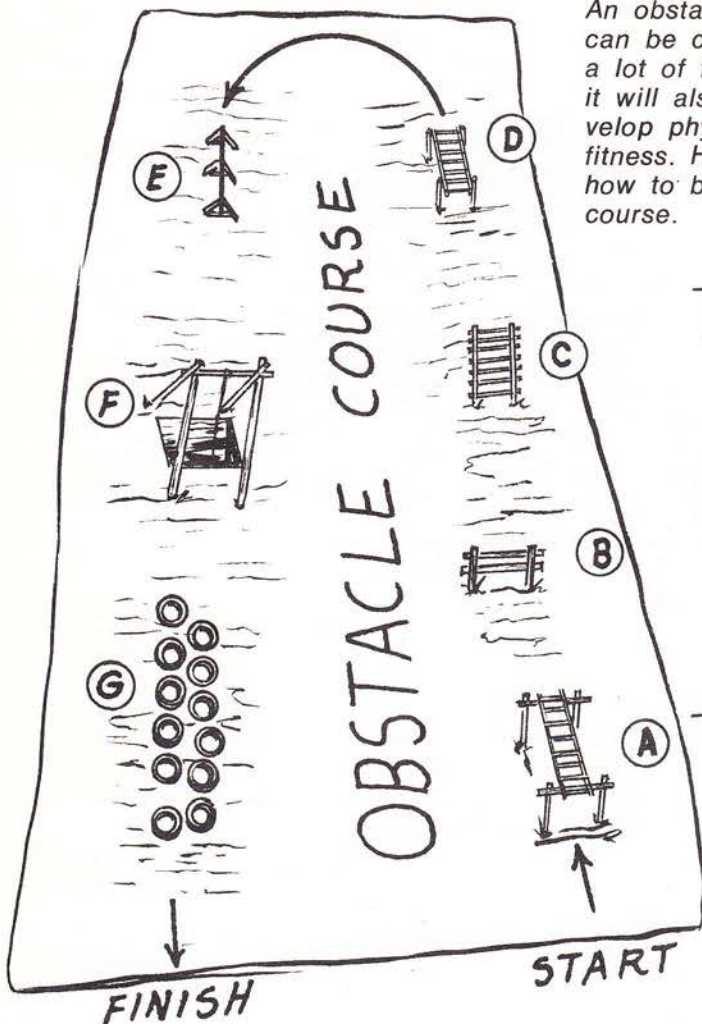 An obsta
can be c
a lot of
it will als
velop phy
fitness. H
how to b
course.
D
E
C
F
B
G
A
OBSTACLE COURSE
START
FINISH